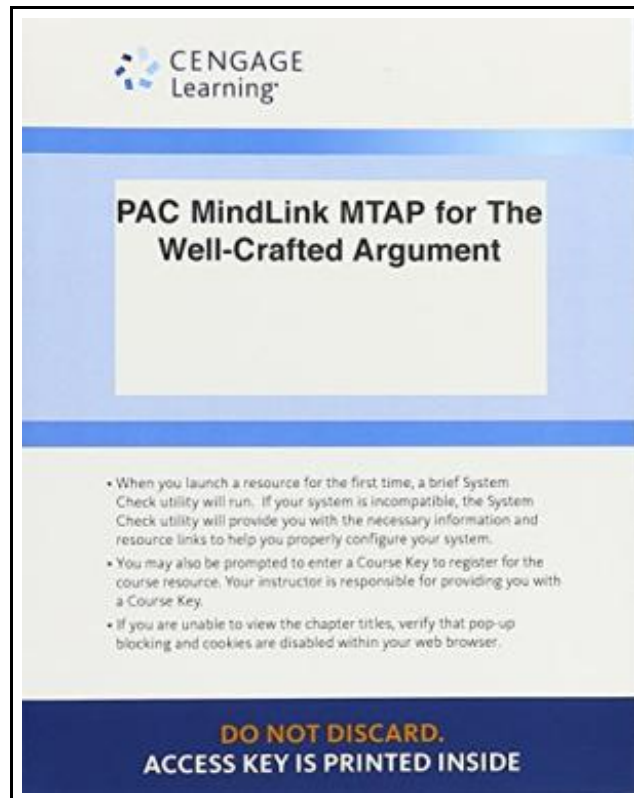 CENGAGE
Learning®
PAC MindLink MTAP for The
Well-Crafted Argument
• When you launch a resource for the first time, a brief System
Check utility will run. If your system is incompatible, the System
Check utility will provide you with the necessary information and
resource links to help you properly configure your system.
• You may also be prompted to enter a Course Key to register for the
course resource. Your instructor is responsible for providing you with
a Course Key.
• If you are unable to view the chapter titles, verify that pop-up
blocking and cookies are disabled within your web browser.
DO NOT DISCARD.
ACCESS KEY IS PRINTED INSIDE